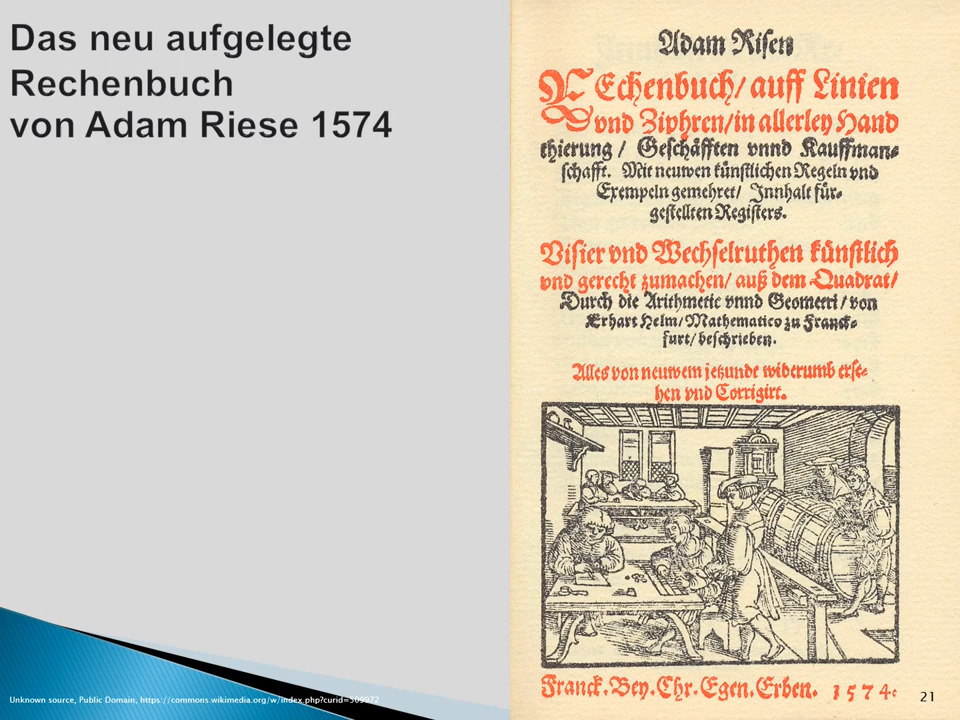 Das neu aufgelegte
Rechenbuch
von Adam Riese 1574
Adam Risen
REchenbuch/ auff Linien
vnd Ziphren/ in allerley Hand
thierung / Geschäfften vnnd Kauffman=
schafft. Mit neuwen künstlichen Regeln vnd
Exempeln gemehret/ Innhalt für=
gestellten Registers.
Visier vnd Wechselruthen künstlich
vnd gerecht zumachen/ auß dem Quadrat/
Durch die Arithmetic vnnd Geometri/ von
Erhart Helm/ Mathematico zu Franck=
furt/ beschrieben.
Alles von neuwem jetzunde widerumb erse=
hen vnd Corrigirt.
Franck. Bey. Chr. Egen. Erben. 1574.
Unknown source, Public Domain, https://commons.wikimedia.org/w/index.php?curid=509972
21